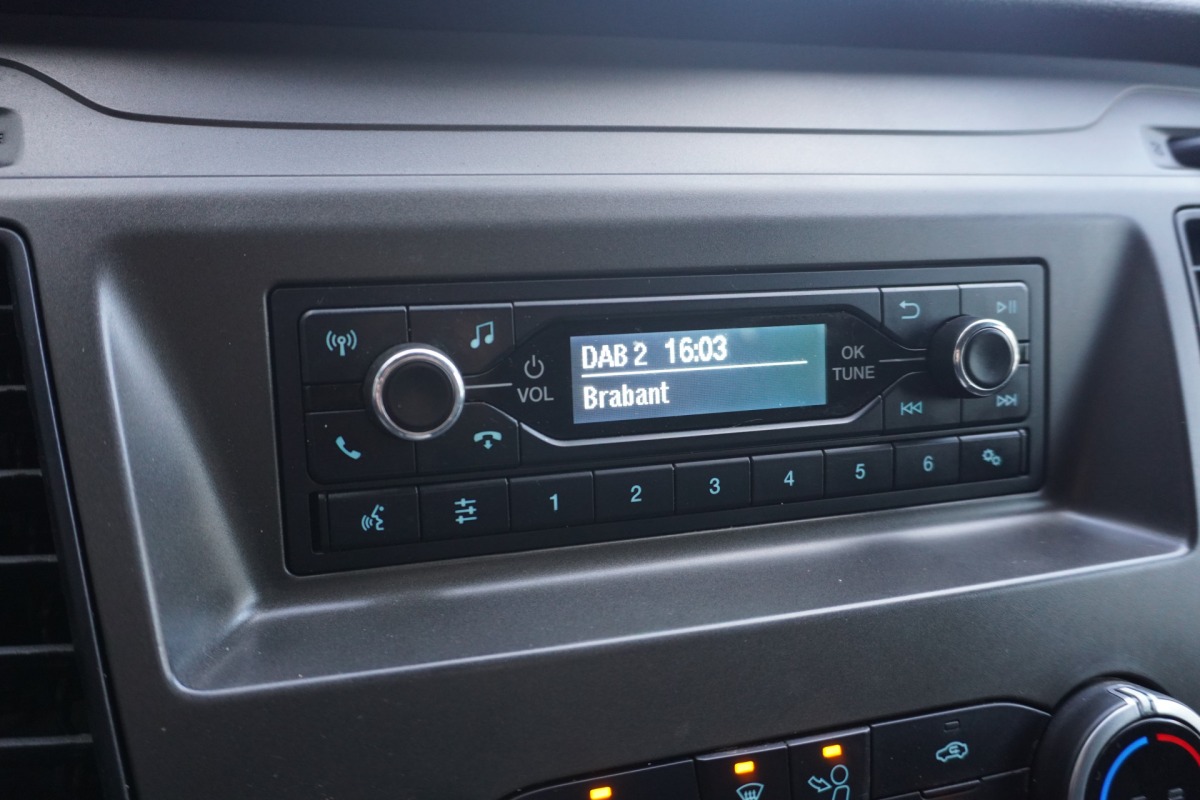 DAB 2 16:03
Brabant
VOL
OK
TUNE
1 2 3 4 5 6